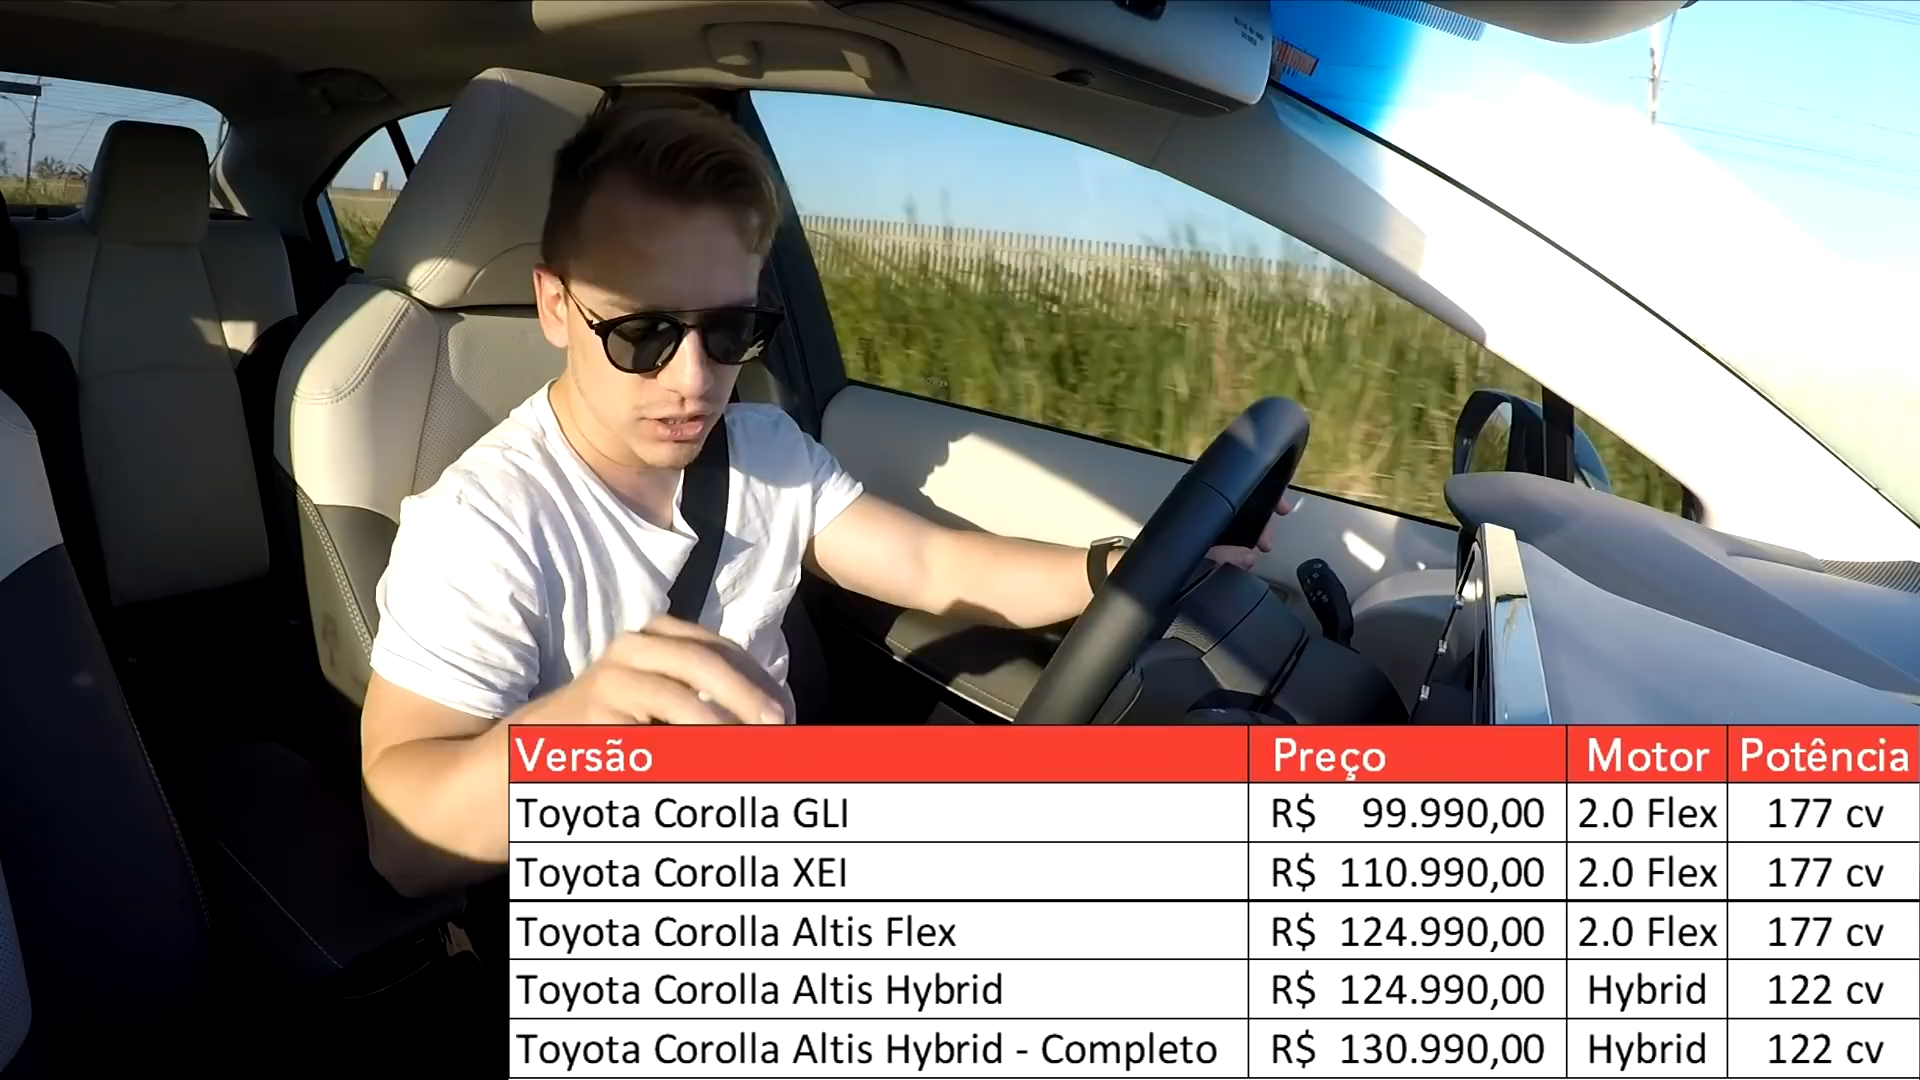 Versão Preço Motor Potência
Toyota Corolla GLI R$ 99.990,00 2.0 Flex 177 cv
Toyota Corolla XEI R$ 110.990,00 2.0 Flex 177 cv
Toyota Corolla Altis Flex R$ 124.990,00 2.0 Flex 177 cv
Toyota Corolla Altis Hybrid R$ 124.990,00 Hybrid 122 cv
Toyota Corolla Altis Hybrid - Completo R$ 130.990,00 Hybrid 122 cv